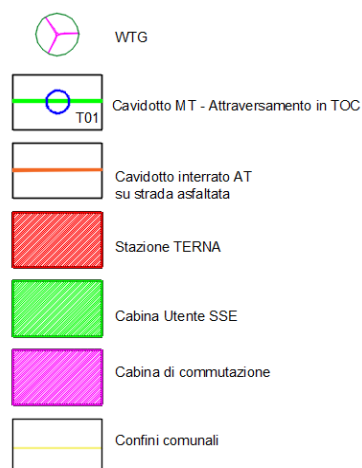 WTG
T01
Cavidotto MT - Attraversamento in TOC
Cavidotto interrato AT
su strada asfaltata
Stazione TERNA
Cabina Utente SSE
Cabina di commutazione
Confini comunali